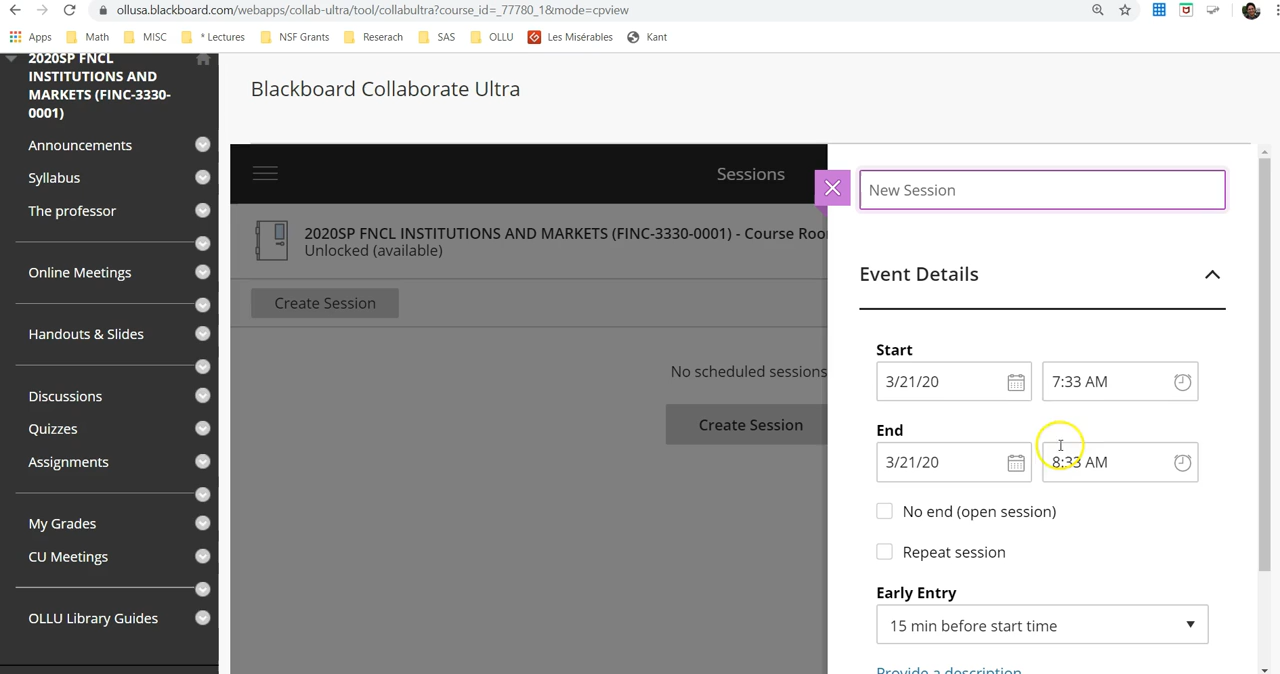 ollusa.blackboard.com/webapps/collab-ultra/tool/collabultra?course_id=_77780_1&mode=cpview
Apps Math MISC * Lectures NSF Grants Reserach SAS OLLU Les Misérables Kant
2020SP FNCL
INSTITUTIONS AND
MARKETS (FINC-3330-
0001)
Announcements
Syllabus
The professor
Online Meetings
Handouts & Slides
Discussions
Quizzes
Assignments
My Grades
CU Meetings
OLLU Library Guides
Blackboard Collaborate Ultra
Sessions
2020SP FNCL INSTITUTIONS AND MARKETS (FINC-3330-0001) - Course Roo
Unlocked (available)
Create Session
No scheduled sessions
Create Session
New Session
Event Details
Start
3/21/20 7:33 AM
End
3/21/20 8:33 AM
No end (open session)
Repeat session
Early Entry
15 min before start time
Provide a description